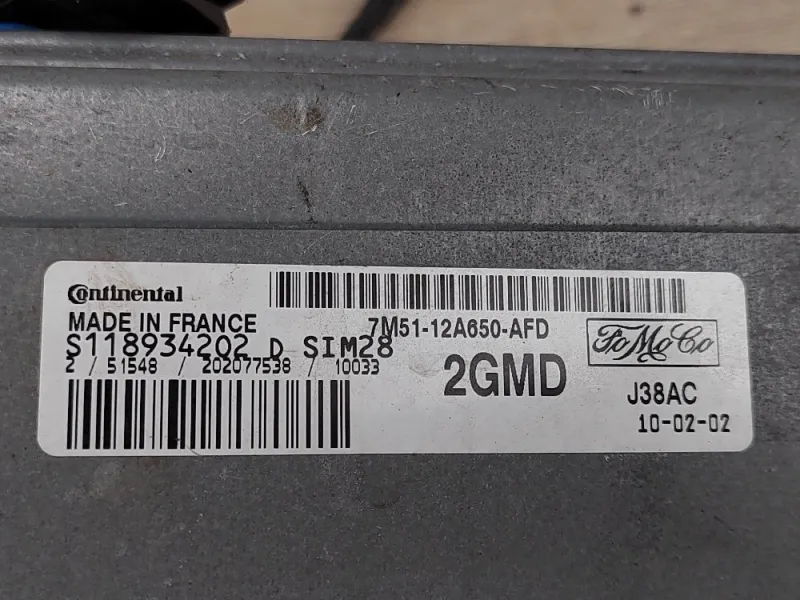 Continental
MADE IN FRANCE
7M51-12A650-AFD
FoMoCo
S118934202 D SIM28
2 / 51548 / 202077538 / 10033
2GMD
J38AC
10-02-02